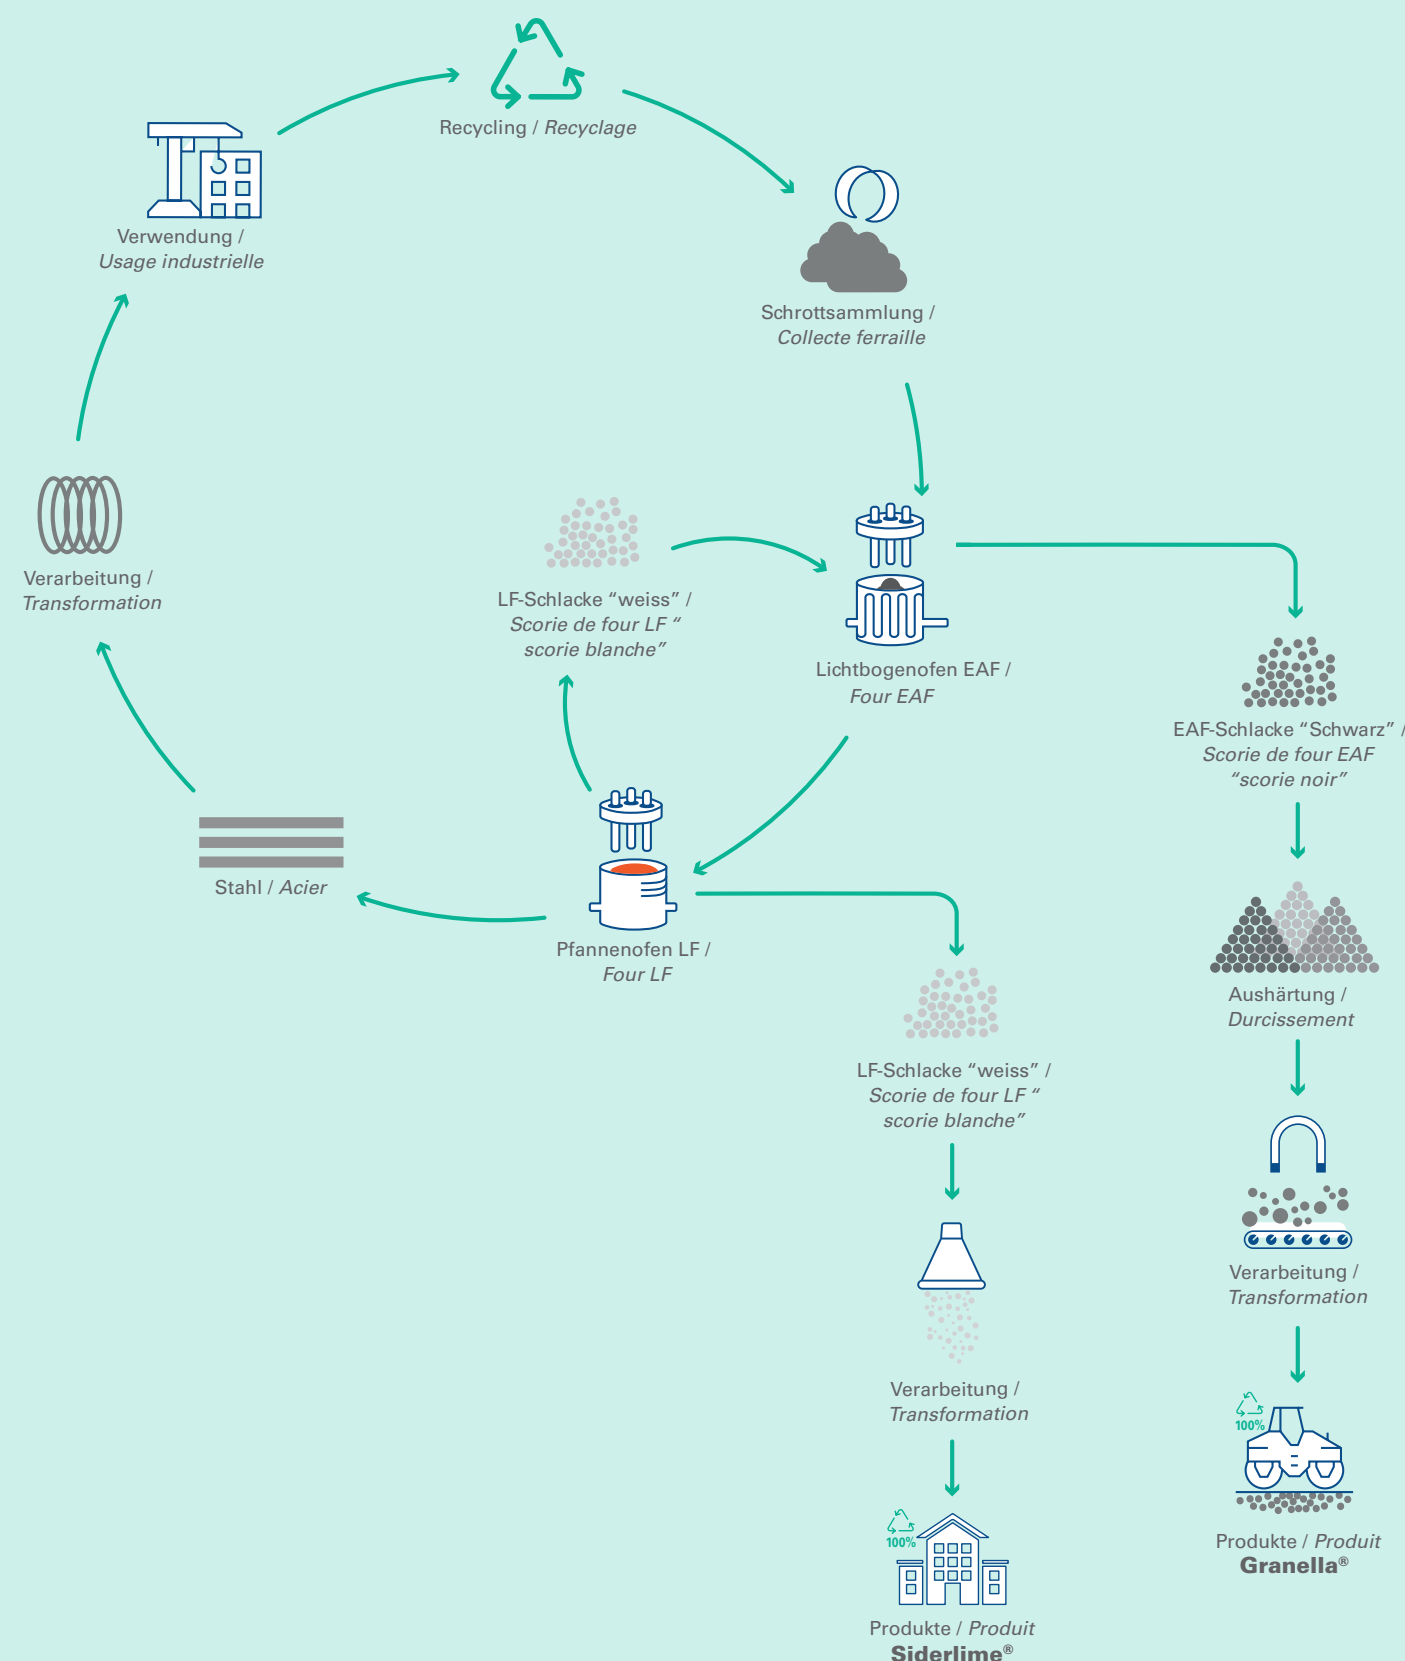 Recycling / Recyclage
Verwendung /
Usage industrielle
Schrottsammlung /
Collecte ferraille
Verarbeitung /
Transformation
LF-Schlacke “weiss” /
Scorie de four LF “
scorie blanche”
Lichtbogenofen EAF /
Four EAF
EAF-Schlacke “Schwarz” /
Scorie de four EAF
“scorie noir”
Stahl / Acier
Pfannenofen LF /
Four LF
Aushärtung /
Durcissement
LF-Schlacke “weiss” /
Scorie de four LF “
scorie blanche”
Verarbeitung /
Transformation
Verarbeitung /
Transformation
100%
Produkte / Produit
Granella®
100%
Produkte / Produit
Siderlime®